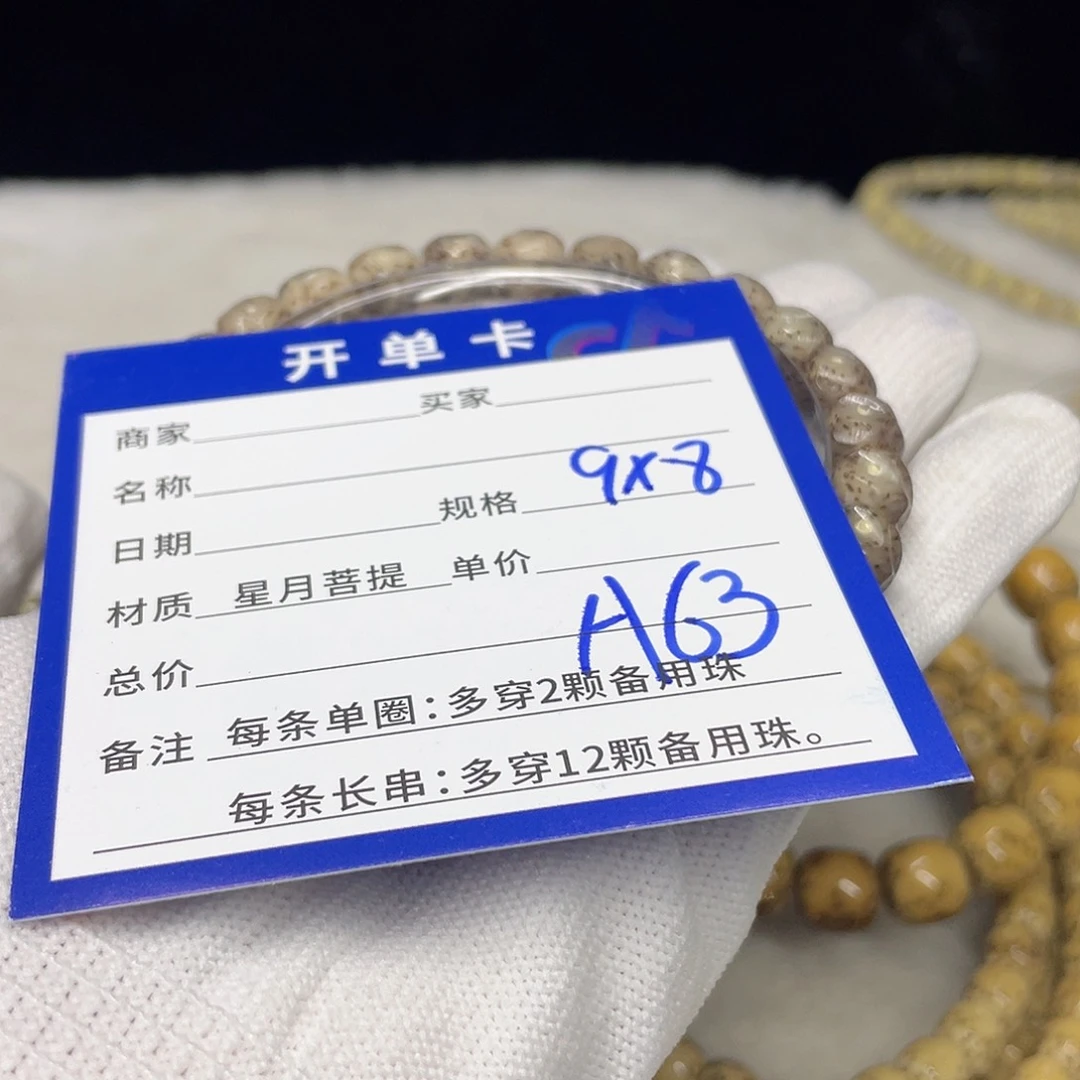 开单卡
商家 买家
名称
日期 规格 9x8
材质 星月菩提 单价
总价 A63
备注 每条单圈:多穿2颗备用珠
每条长串:多穿12颗备用珠。